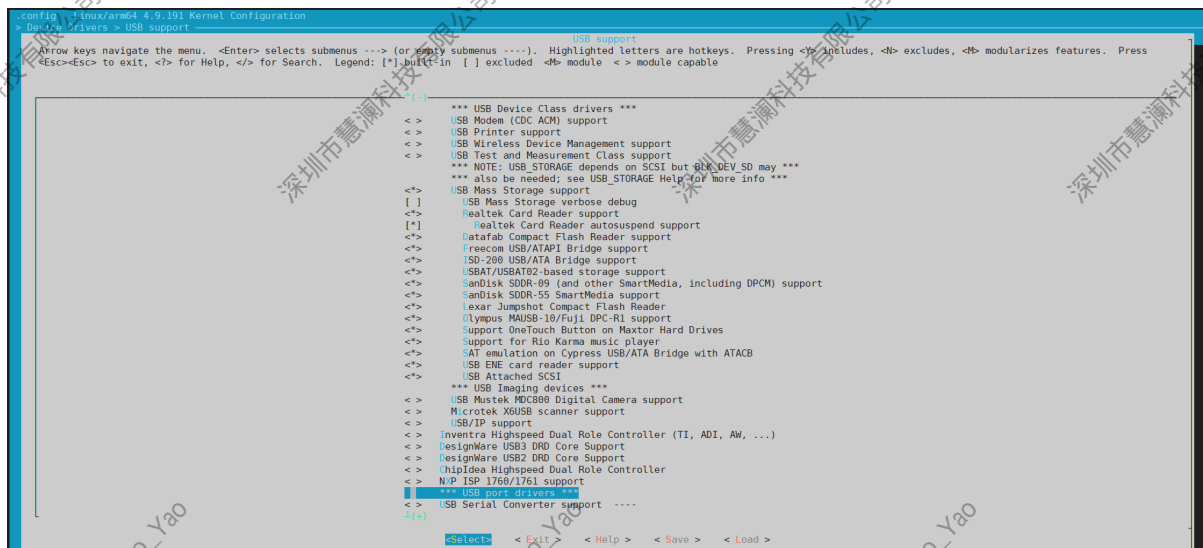 .config - Linux/arm64 4.9.191 Kernel Configuration
> Device Drivers > USB support
USB support
Arrow keys navigate the menu.  <Enter> selects submenus ---> (or empty submenus ----).  Highlighted letters are hotkeys.  Pressing <Y> includes, <N> excludes, <M> modularizes features.  Press
<Esc><Esc> to exit, <?> for Help, </> for Search.  Legend: [*] built-in  [ ] excluded  <M> module  < > module capable
^(-)
*** USB Device Class drivers ***
< > USB Modem (CDC ACM) support
< > USB Printer support
< > USB Wireless Device Management support
< > USB Test and Measurement Class support
*** NOTE: USB_STORAGE depends on SCSI but BLK_DEV_SD may ***
*** also be needed; see USB_STORAGE Help for more info ***
<*> USB Mass Storage support
[ ] USB Mass Storage verbose debug
<*> Realtek Card Reader support
[*] Realtek Card Reader autosuspend support
<*> Datafab Compact Flash Reader support
<*> Freecom USB/ATAPI Bridge support
<*> ISD-200 USB/ATA Bridge support
<*> USBAT/USBAT02-based storage support
<*> SanDisk SDDR-09 (and other SmartMedia, including DPCM) support
<*> SanDisk SDDR-55 SmartMedia support
<*> Lexar Jumpshot Compact Flash Reader
<*> Olympus MAUSB-10/Fuji DPC-R1 support
<*> Support OneTouch Button on Maxtor Hard Drives
<*> Support for Rio Karma music player
<*> SAT emulation on Cypress USB/ATA Bridge with ATACB
<*> USB ENE card reader support
<*> USB Attached SCSI
*** USB Imaging devices ***
< > USB Mustek MDC800 Digital Camera support
< > Microtek X6USB scanner support
< > USB/IP support
< > Inventra Highspeed Dual Role Controller (TI, ADI, AW, ...)
< > DesignWare USB3 DRD Core Support
< > DesignWare USB2 DRD Core Support
< > ChipIdea Highspeed Dual Role Controller
< > NXP ISP 1760/1761 support
*** USB port drivers ***
< > USB Serial Converter support  ----
┴(+)
<Select>    < Exit >    < Help >    < Save >    < Load >
深圳市慧澜科技有限公司
深圳市慧澜科技有限公司
深圳市慧澜科技有限公司
_Yao
_Yao
_Yao